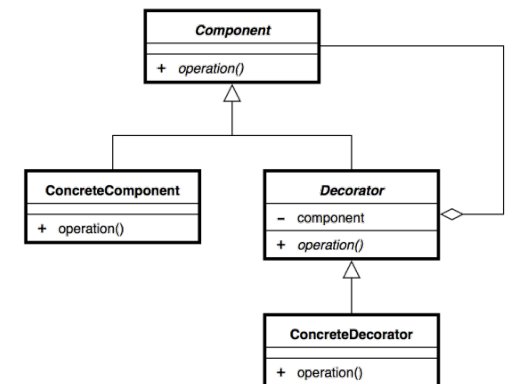 Component
+ operation()
ConcreteComponent
+ operation()
Decorator
- component
+ operation()
ConcreteDecorator
+ operation()